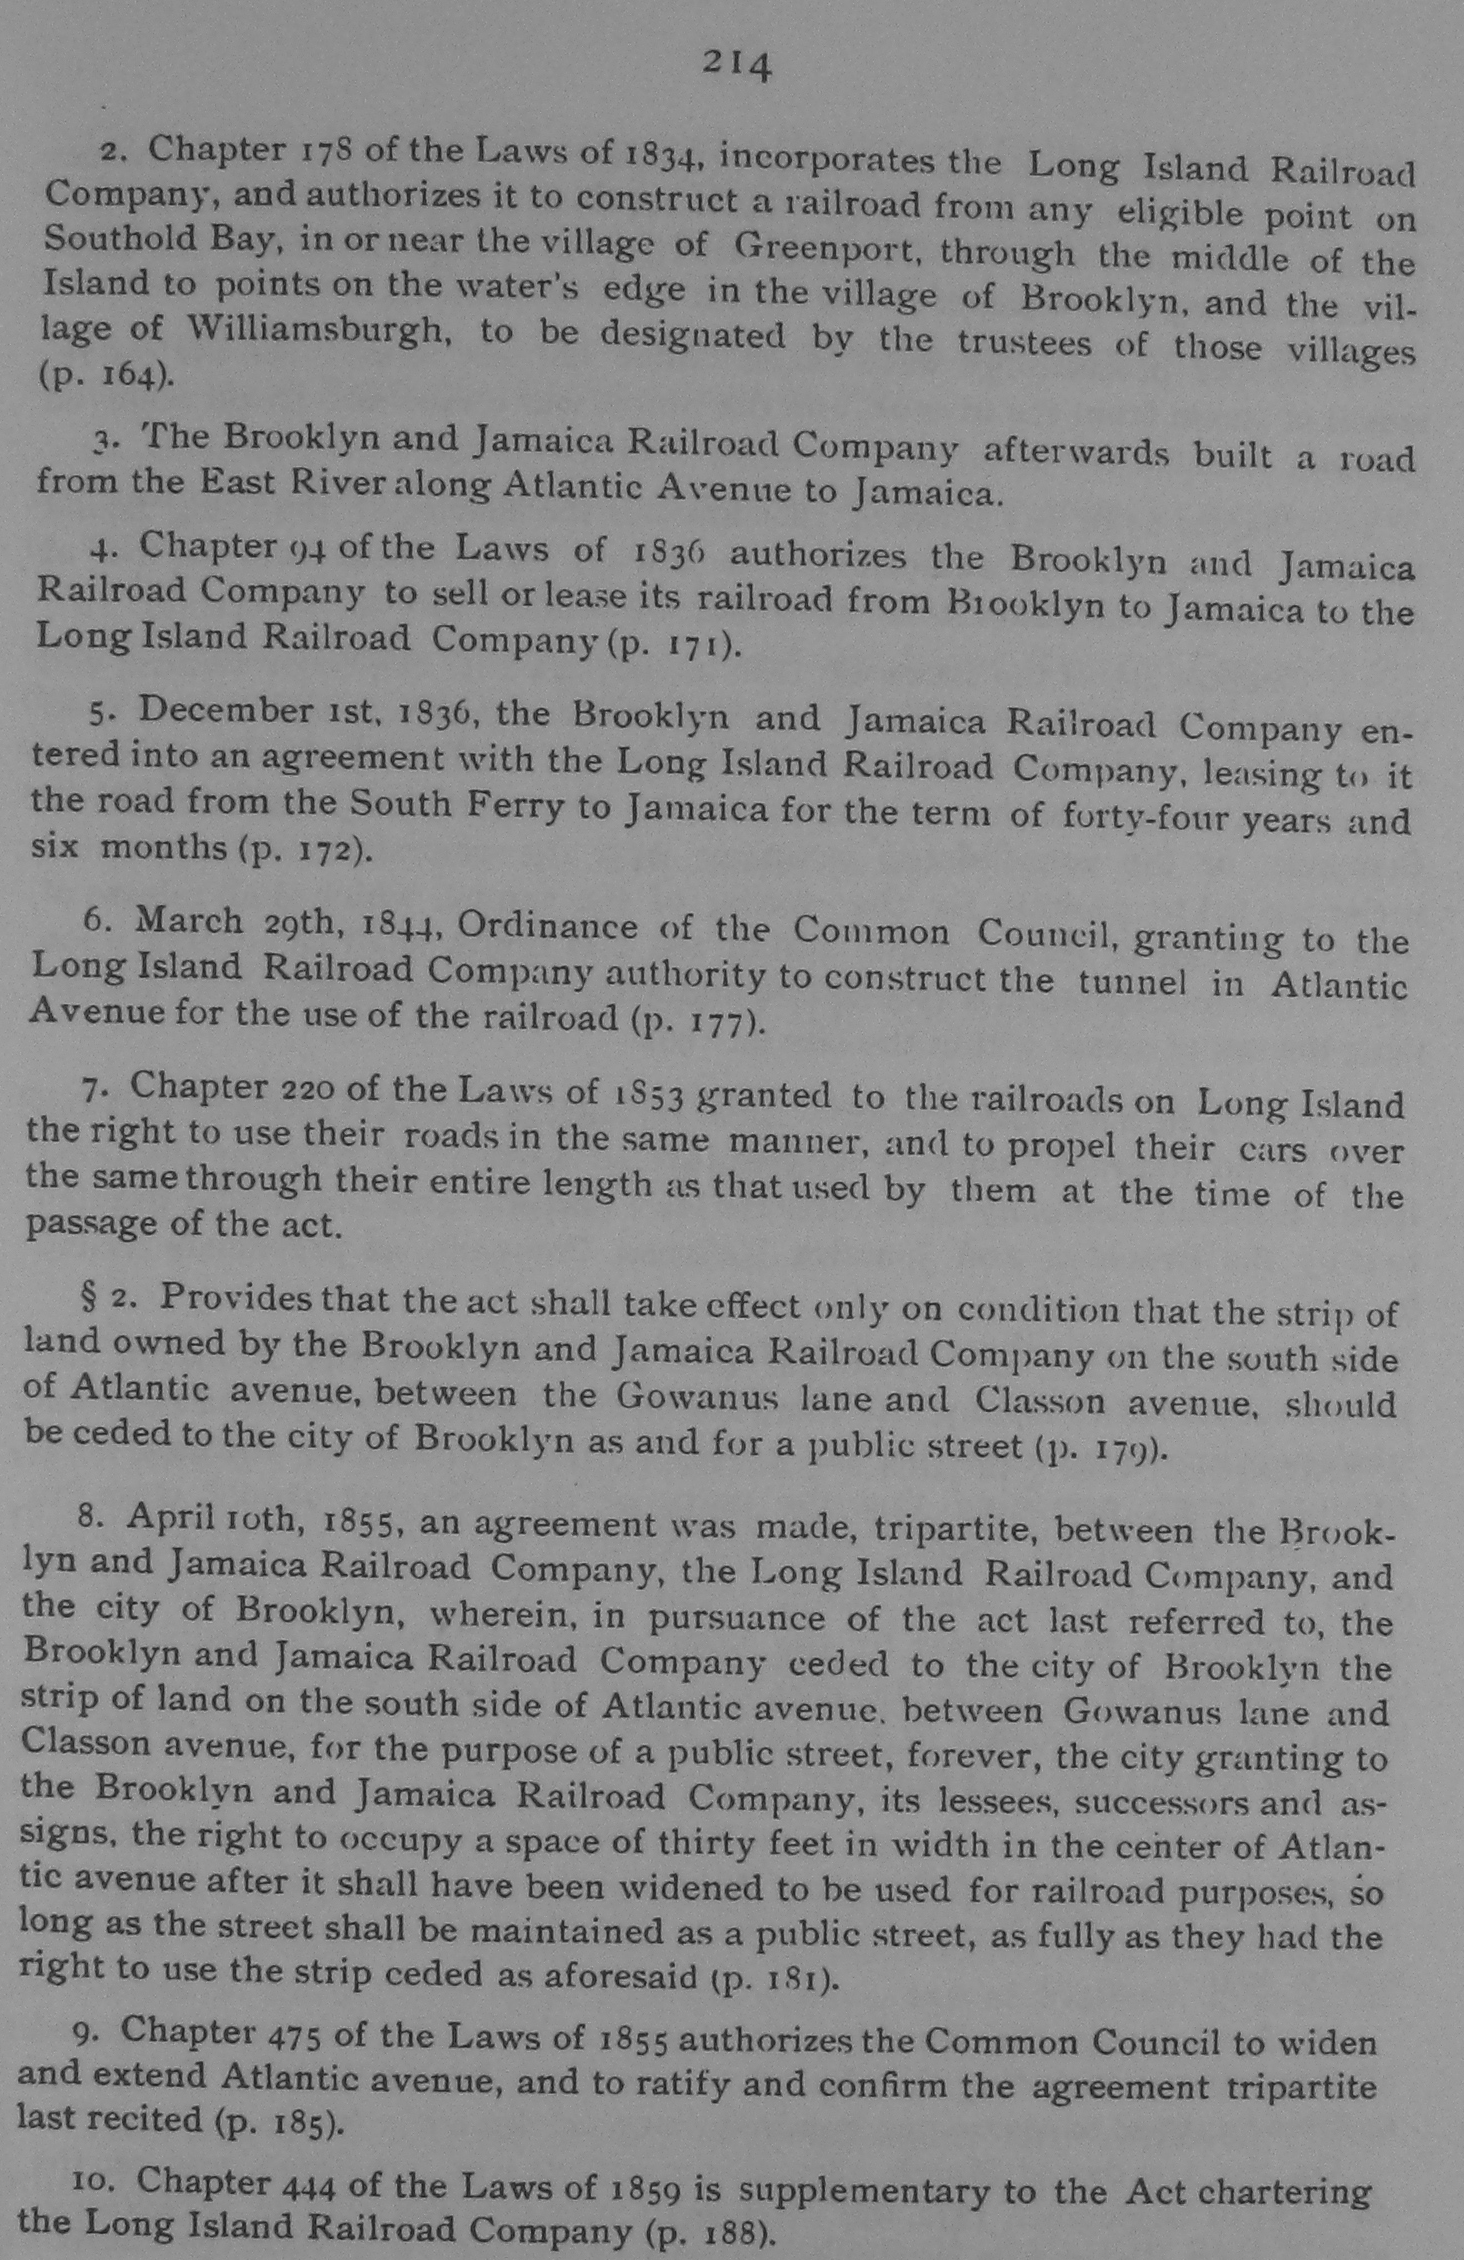 214
2. Chapter 178 of the Laws of 1834, incorporates the Long Island Railroad
Company, and authorizes it to construct a railroad from any eligible point on
Southold Bay, in or near the village of Greenport, through the middle of the
Island to points on the water's edge in the village of Brooklyn, and the vil-
lage of Williamsburgh, to be designated by the trustees of those villages
(p. 164).
3. The Brooklyn and Jamaica Railroad Company afterwards built a road
from the East River along Atlantic Avenue to Jamaica.
4. Chapter 94 of the Laws of 1836 authorizes the Brooklyn and Jamaica
Railroad Company to sell or lease its railroad from Brooklyn to Jamaica to the
Long Island Railroad Company (p. 171).
5. December 1st, 1836, the Brooklyn and Jamaica Railroad Company en-
tered into an agreement with the Long Island Railroad Company, leasing to it
the road from the South Ferry to Jamaica for the term of forty-four years and
six months (p. 172).
6. March 29th, 1844, Ordinance of the Common Council, granting to the
Long Island Railroad Company authority to construct the tunnel in Atlantic
Avenue for the use of the railroad (p. 177).
7. Chapter 220 of the Laws of 1853 granted to the railroads on Long Island
the right to use their roads in the same manner, and to propel their cars over
the same through their entire length as that used by them at the time of the
passage of the act.
§ 2. Provides that the act shall take effect only on condition that the strip of
land owned by the Brooklyn and Jamaica Railroad Company on the south side
of Atlantic avenue, between the Gowanus lane and Classon avenue, should
be ceded to the city of Brooklyn as and for a public street (p. 179).
8. April 10th, 1855, an agreement was made, tripartite, between the Brook-
lyn and Jamaica Railroad Company, the Long Island Railroad Company, and
the city of Brooklyn, wherein, in pursuance of the act last referred to, the
Brooklyn and Jamaica Railroad Company ceded to the city of Brooklyn the
strip of land on the south side of Atlantic avenue, between Gowanus lane and
Classon avenue, for the purpose of a public street, forever, the city granting to
the Brooklyn and Jamaica Railroad Company, its lessees, successors and as-
signs, the right to occupy a space of thirty feet in width in the center of Atlan-
tic avenue after it shall have been widened to be used for railroad purposes, so
long as the street shall be maintained as a public street, as fully as they had the
right to use the strip ceded as aforesaid (p. 181).
9. Chapter 475 of the Laws of 1855 authorizes the Common Council to widen
and extend Atlantic avenue, and to ratify and confirm the agreement tripartite
last recited (p. 185).
10. Chapter 444 of the Laws of 1859 is supplementary to the Act chartering
the Long Island Railroad Company (p. 188).